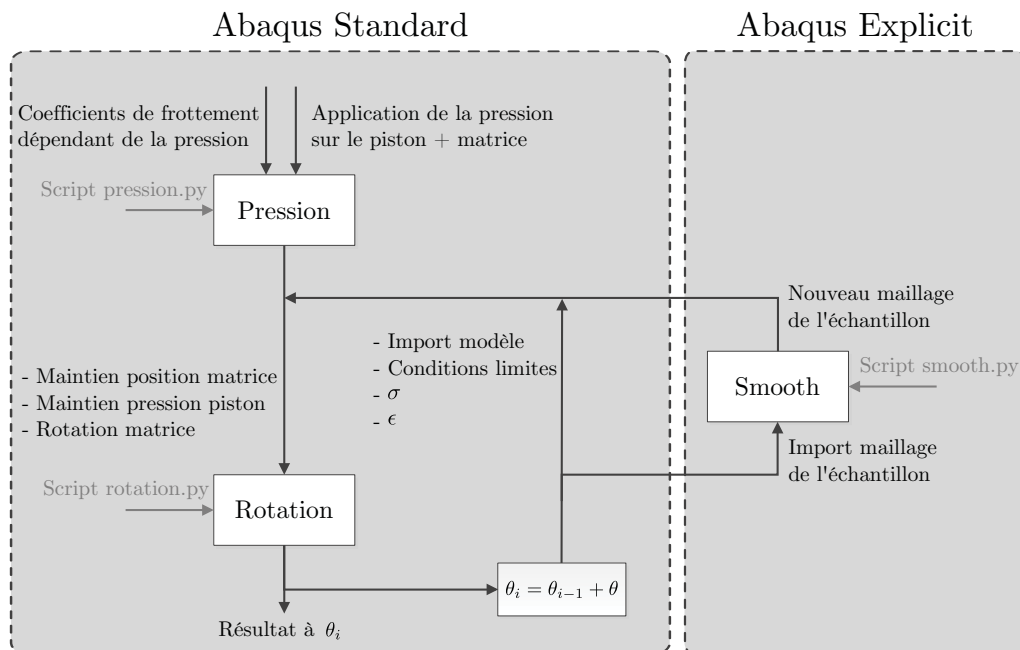 Abaqus Standard
Abaqus Explicit
Coefficients de frottement
dépendant de la pression
Application de la pression
sur le piston + matrice
Script pression.py
Pression
Nouveau maillage
de l'échantillon
- Import modèle
- Conditions limites
- σ
- ϵ
- Maintien position matrice
- Maintien pression piston
- Rotation matrice
Smooth
Script smooth.py
Import maillage
de l'échantillon
Script rotation.py
Rotation
θᵢ = θᵢ₋₁ + θ
Résultat à θᵢ